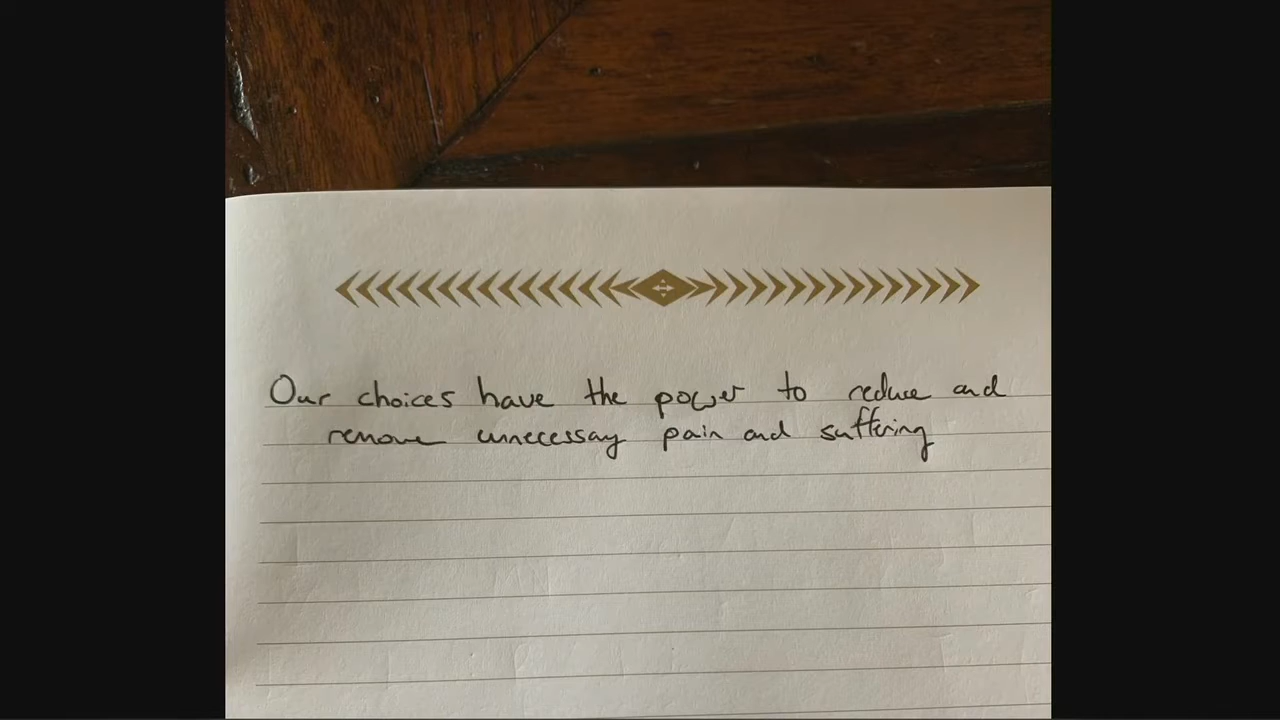 Our choices have the power to reduce and
remove unnecessay pain and suffering